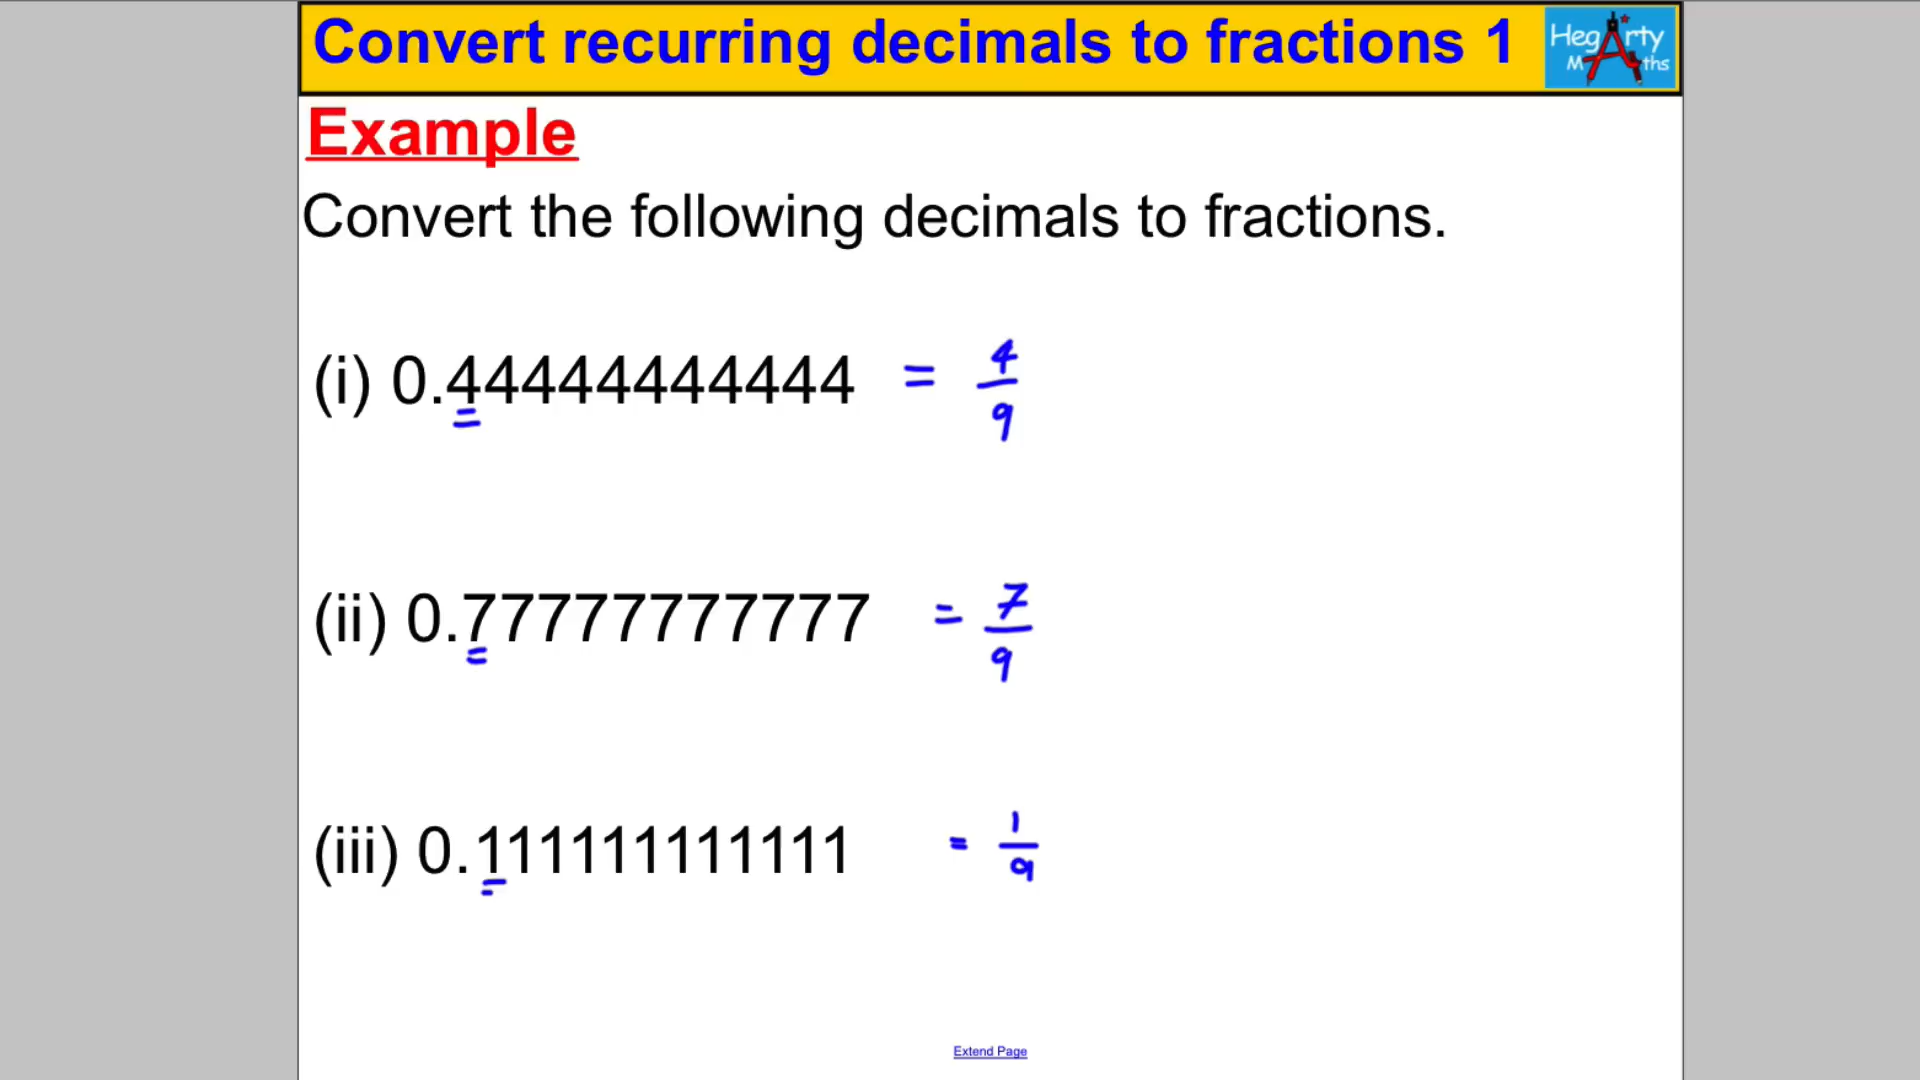 Convert recurring decimals to fractions 1
HegArty
MAths
Example
Convert the following decimals to fractions.
(i) 0.44444444444 = 4/9
(ii) 0.77777777777 = 7/9
(iii) 0.111111111111 = 1/9
Extend Page